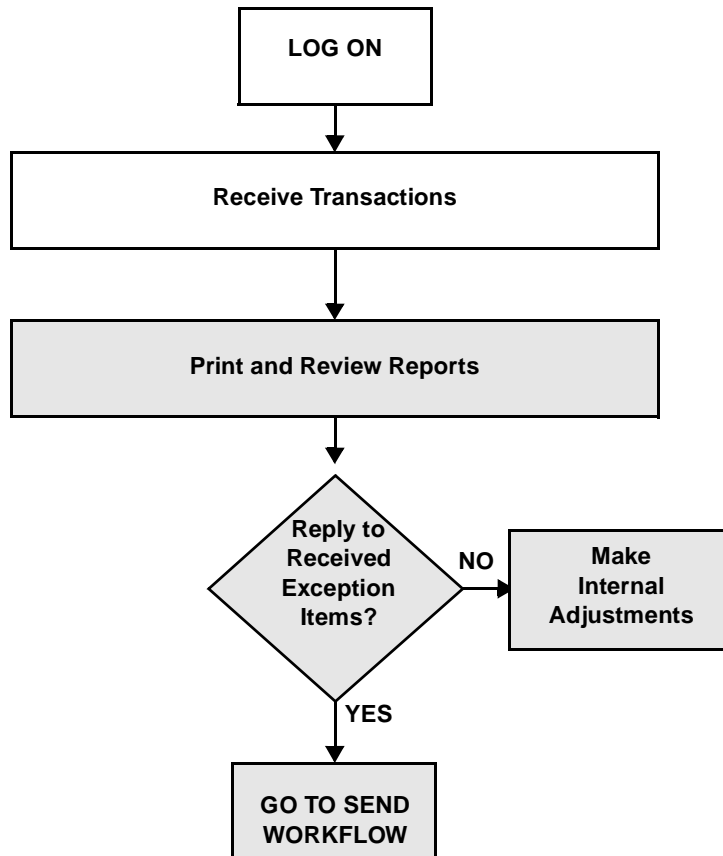 LOG ON
Receive Transactions
Print and Review Reports
Reply to
Received
Exception
Items?
NO
Make
Internal
Adjustments
YES
GO TO SEND
WORKFLOW